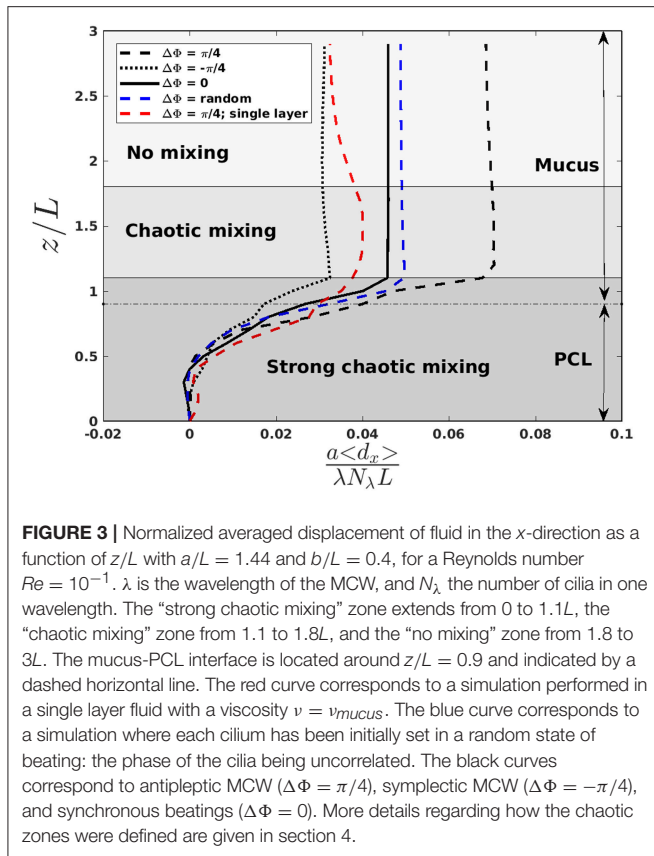 3
2.5
2
1.5
1
0.5
0
z/L
ΔΦ = π/4
ΔΦ = -π/4
ΔΦ = 0
ΔΦ = random
ΔΦ = π/4; single layer
No mixing
Mucus
Chaotic mixing
Strong chaotic mixing
PCL
-0.02 0 0.02 0.04 0.06 0.08 0.1
a<d_x>
λN_λL
FIGURE 3 | Normalized averaged displacement of fluid in the x-direction as a
function of z/L with a/L = 1.44 and b/L = 0.4, for a Reynolds number
Re = 10⁻¹. λ is the wavelength of the MCW, and N_λ the number of cilia in one
wavelength. The “strong chaotic mixing” zone extends from 0 to 1.1L, the
“chaotic mixing” zone from 1.1 to 1.8L, and the “no mixing” zone from 1.8 to
3L. The mucus-PCL interface is located around z/L = 0.9 and indicated by a
dashed horizontal line. The red curve corresponds to a simulation performed in
a single layer fluid with a viscosity ν = ν_mucus. The blue curve corresponds to
a simulation where each cilium has been initially set in a random state of
beating: the phase of the cilia being uncorrelated. The black curves
correspond to antipleptic MCW (ΔΦ = π/4), symplectic MCW (ΔΦ = −π/4),
and synchronous beatings (ΔΦ = 0). More details regarding how the chaotic
zones were defined are given in section 4.